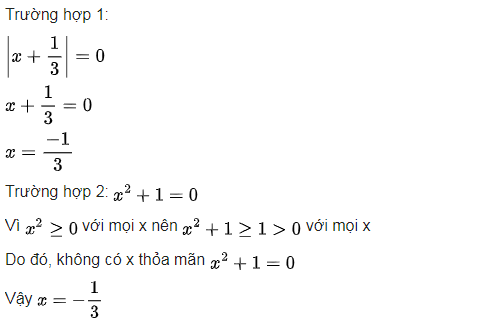 Trường hợp 1:
|x + 1/3| = 0
x + 1/3 = 0
x = -1/3
Trường hợp 2: x² + 1 = 0
Vì x² ≥ 0 với mọi x nên x² + 1 ≥ 1 > 0 với mọi x
Do đó, không có x thỏa mãn x² + 1 = 0
Vậy x = -1/3